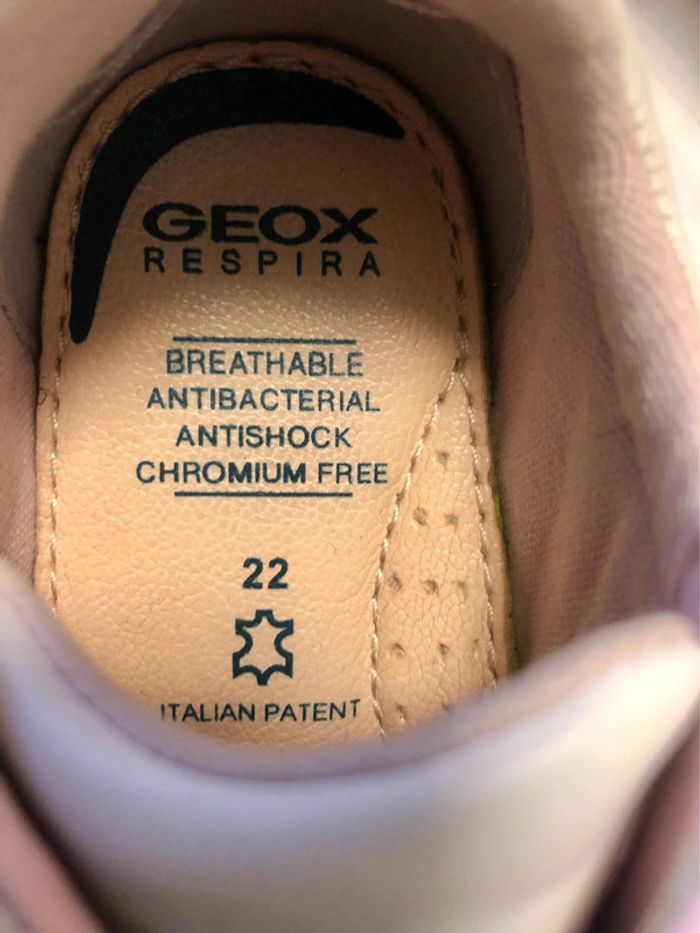 GEOX
RESPIRA
BREATHABLE
ANTIBACTERIAL
ANTISHOCK
CHROMIUM FREE
22
ITALIAN PATENT